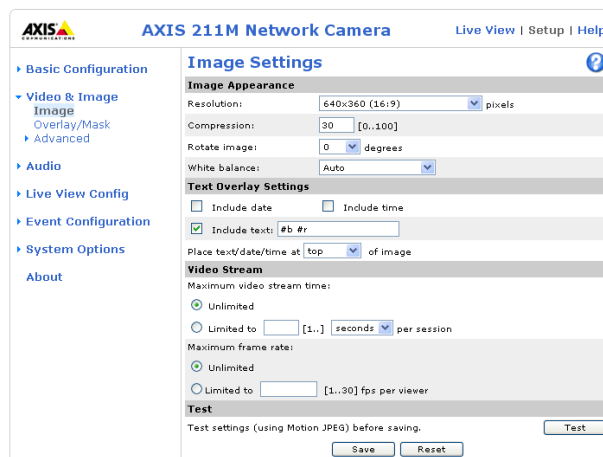 AXIS
COMMUNICATIONS
AXIS 211M Network Camera
Live View | Setup | Help
Basic Configuration
Video & Image
Image
Overlay/Mask
Advanced
Audio
Live View Config
Event Configuration
System Options
About
Image Settings
?
Image Appearance
Resolution: 640x360 (16:9) pixels
Compression: 30 [0..100]
Rotate image: 0 degrees
White balance: Auto
Text Overlay Settings
Include date Include time
Include text: #b #r
Place text/date/time at top of image
Video Stream
Maximum video stream time:
Unlimited
Limited to [1..] seconds per session
Maximum frame rate:
Unlimited
Limited to [1..30] fps per viewer
Test
Test settings (using Motion JPEG) before saving. Test
Save Reset